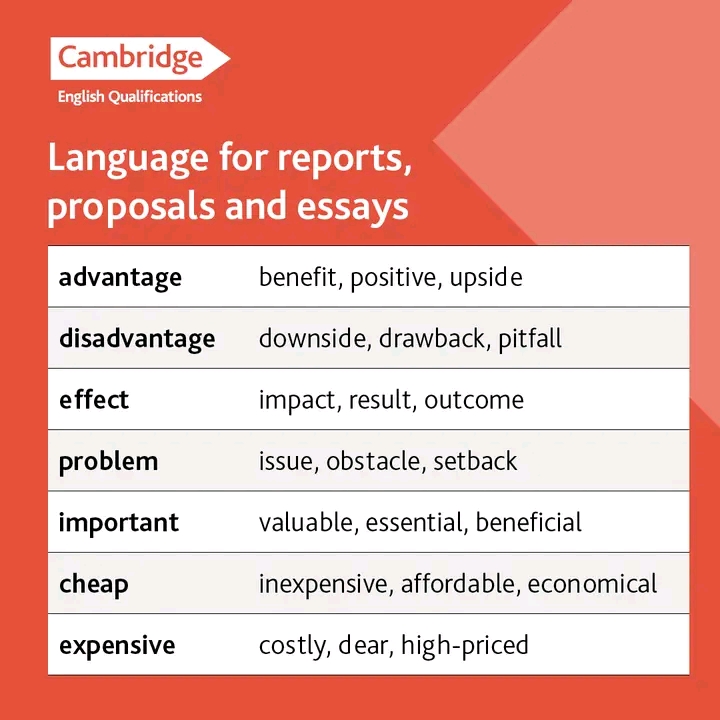 Cambridge
English Qualifications
Language for reports,
proposals and essays
advantage benefit, positive, upside
disadvantage downside, drawback, pitfall
effect impact, result, outcome
problem issue, obstacle, setback
important valuable, essential, beneficial
cheap inexpensive, affordable, economical
expensive costly, dear, high-priced